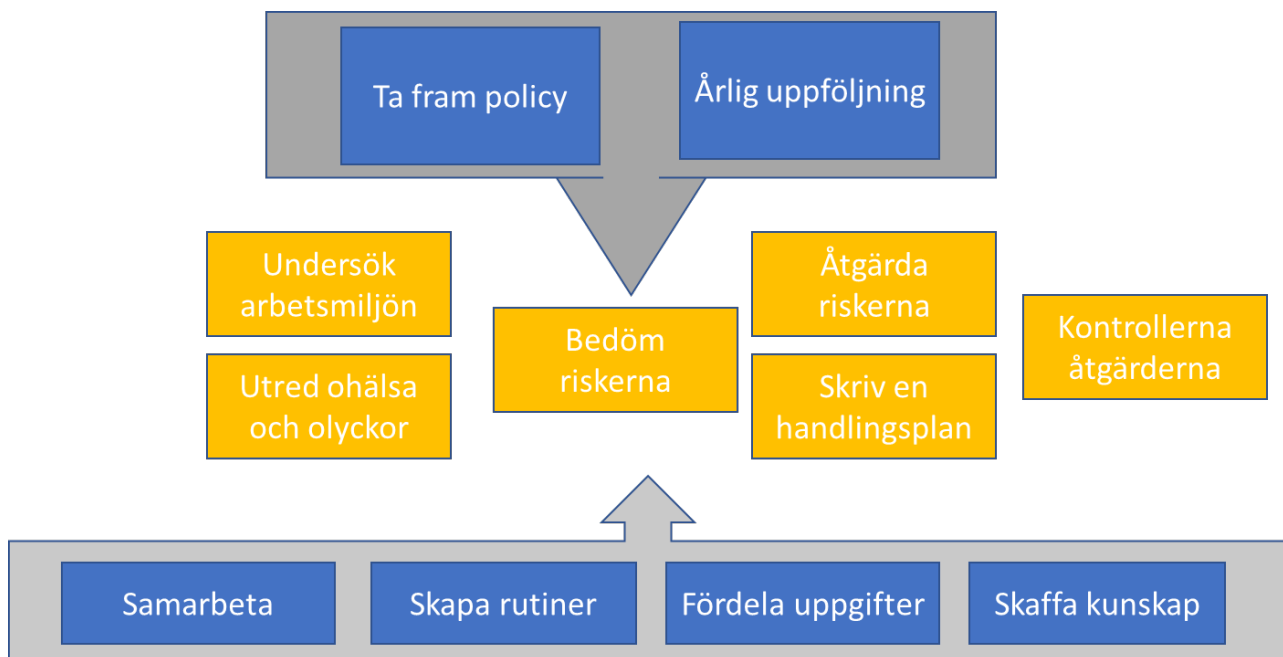 Ta fram policy
Årlig uppföljning
Undersök
arbetsmiljön
Utred ohälsa
och olyckor
Bedöm
riskerna
Åtgärda
riskerna
Skriv en
handlingsplan
Kontrollerna
åtgärderna
Samarbeta
Skapa rutiner
Fördela uppgifter
Skaffa kunskap